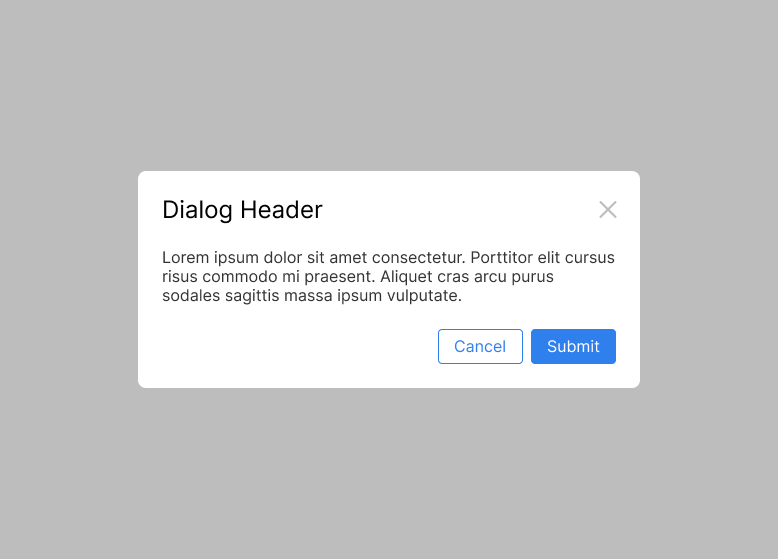 Dialog Header
Lorem ipsum dolor sit amet consectetur. Porttitor elit cursus
risus commodo mi praesent. Aliquet cras arcu purus
sodales sagittis massa ipsum vulputate.
Cancel
Submit